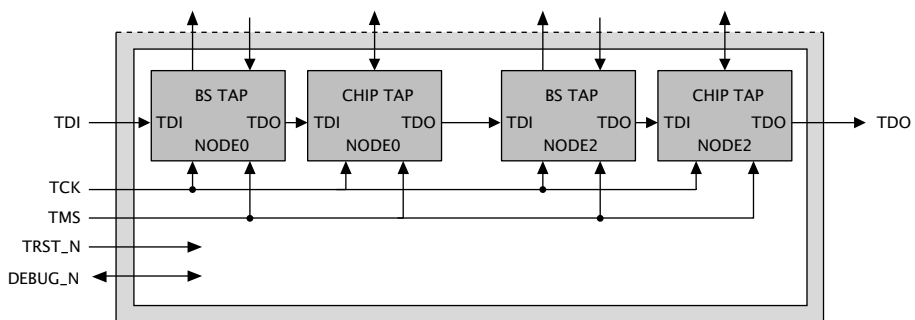 BS TAP CHIP TAP BS TAP CHIP TAP
TDI TDI TDO TDI TDO TDI TDO TDI TDO TDO
NODE0 NODE0 NODE2 NODE2
TCK
TMS
TRST_N
DEBUG_N